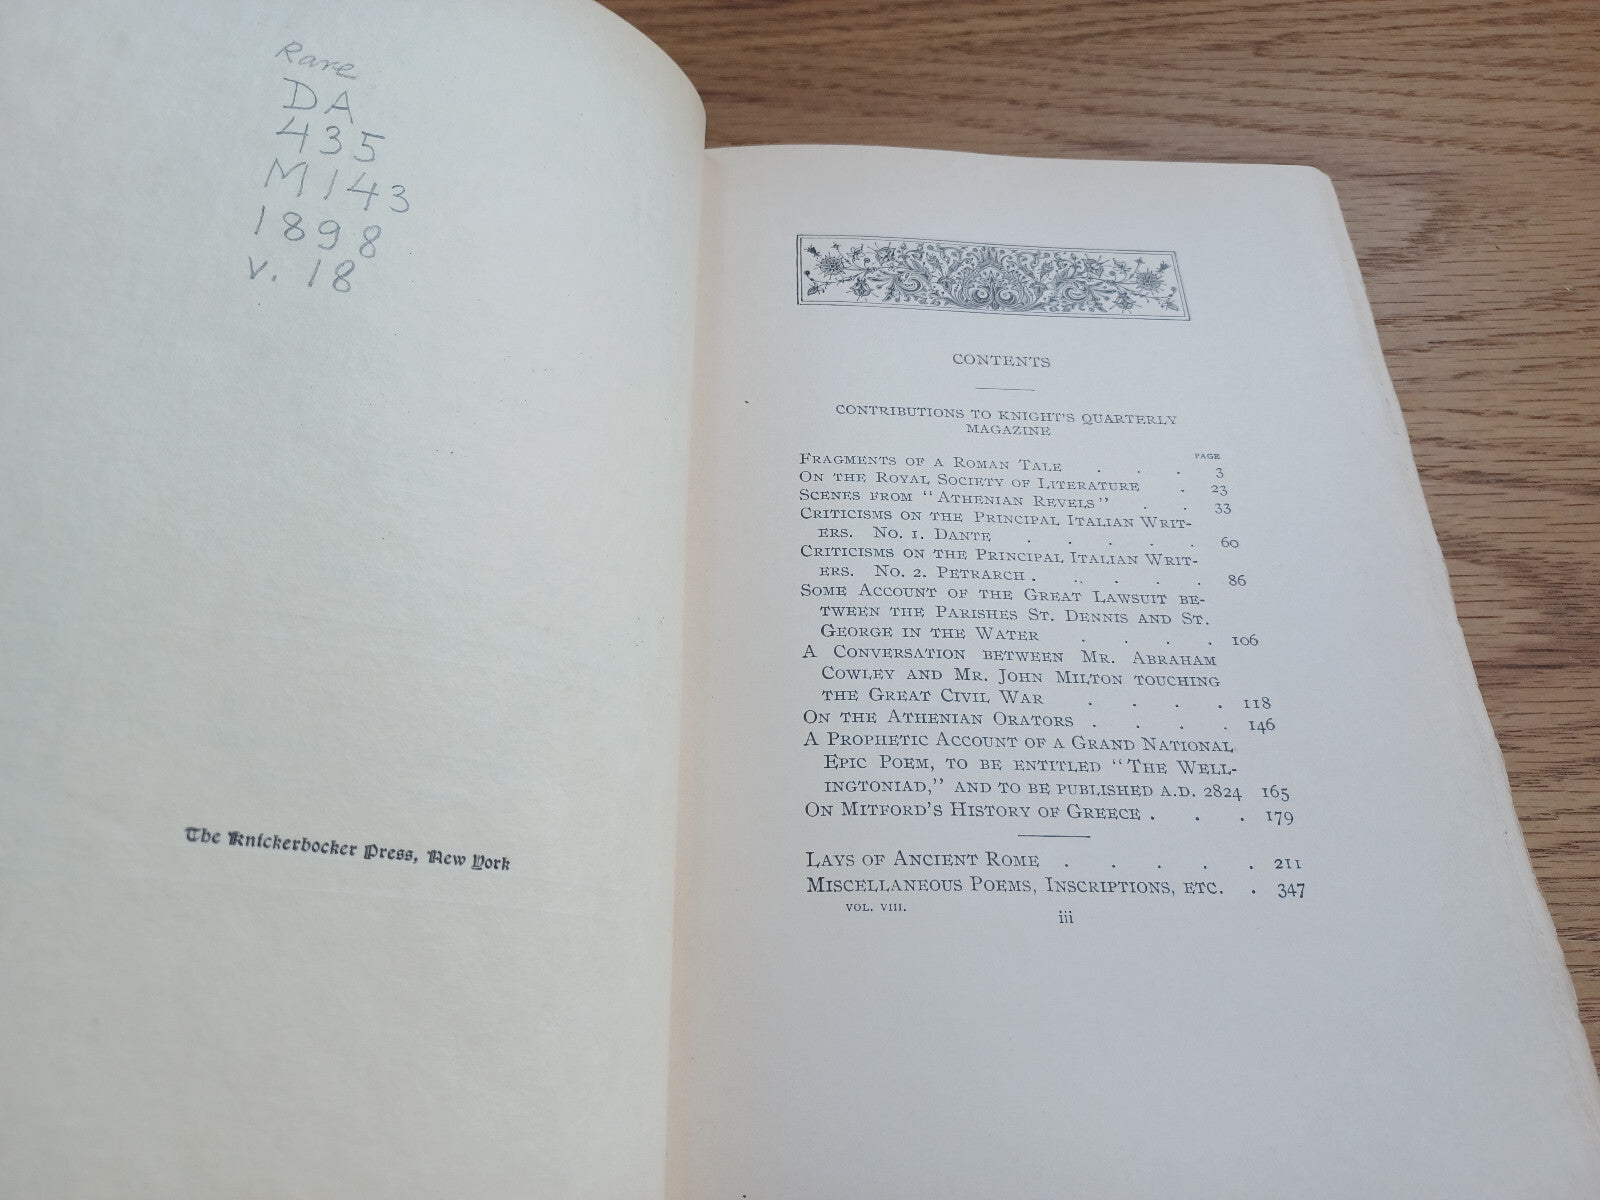 Rare
DA
435
M143
1898
v. 18
The Knickerbocker Press, New York
CONTENTS
CONTRIBUTIONS TO KNIGHT'S QUARTERLY
MAGAZINE
PAGE
FRAGMENTS OF A ROMAN TALE . . . 3
ON THE ROYAL SOCIETY OF LITERATURE . 23
SCENES FROM "ATHENIAN REVELS" . . 33
CRITICISMS ON THE PRINCIPAL ITALIAN WRIT-
ERS. NO. 1. DANTE . . . . . 60
CRITICISMS ON THE PRINCIPAL ITALIAN WRIT-
ERS. NO. 2. PETRARCH . . . . . 86
SOME ACCOUNT OF THE GREAT LAWSUIT BE-
TWEEN THE PARISHES ST. DENNIS AND ST.
GEORGE IN THE WATER . . . . 106
A CONVERSATION BETWEEN MR. ABRAHAM
COWLEY AND MR. JOHN MILTON TOUCHING
THE GREAT CIVIL WAR . . . . 118
ON THE ATHENIAN ORATORS . . . . 146
A PROPHETIC ACCOUNT OF A GRAND NATIONAL
EPIC POEM, TO BE ENTITLED "THE WELL-
INGTONIAD," AND TO BE PUBLISHED A.D. 2824 165
ON MITFORD'S HISTORY OF GREECE . . . 179
LAYS OF ANCIENT ROME . . . . . 211
MISCELLANEOUS POEMS, INSCRIPTIONS, ETC. . 347
VOL. VIII.
iii